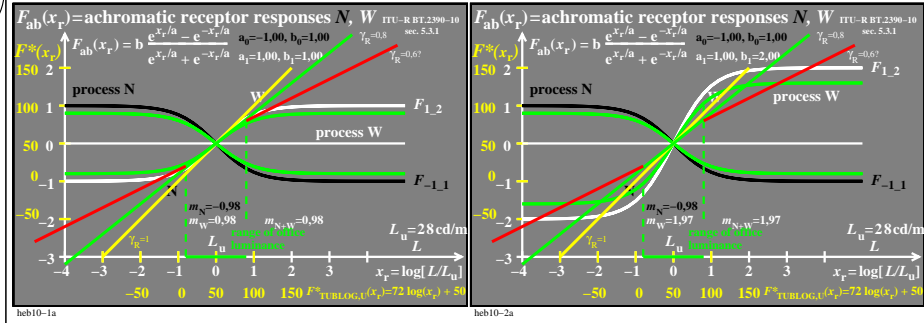 F_ab(x_r)=achromatic receptor responses N, W ITU-R BT.2390-10
sec. 5.3.1
F*(x_r)
F_ab(x_r) = b e^{x_r/a} − e^{-x_r/a} / e^{x_r/a} + e^{-x_r/a}
a_0=-1,00, b_0=1,00
a_1=1,00, b_1=1,00
γ_R=0,8
γ_R=0,6?
150 2
100 1
50 0
0 −1
−50 −2
−3
process N
W
F_1_2
process W
N
F_−1_1
m_N=−0,98
m_W=0,98
m_N+W=0,98
γ_R=1
L_u
range of office
luminance
L_u=28cd/m
L
−4 −3 −2 −1 0 1 2 3 4
x_r=log[L/L_u]
−50 0 50 100 150 F*_TUBLOG,U(x_r)=72 log(x_r) + 50
heb10-1a
F_ab(x_r)=achromatic receptor responses N, W ITU-R BT.2390-10
sec. 5.3.1
F*(x_r)
F_ab(x_r) = b e^{x_r/a} − e^{-x_r/a} / e^{x_r/a} + e^{-x_r/a}
a_0=-1,00, b_0=1,00
a_1=1,00, b_1=2,00
γ_R=0,8
γ_R=0,6?
150 2
100 1
50 0
0 −1
−50 −2
−3
process N
F_1_2
process W
N
F_−1_1
m_N=−0,98
m_W=1,97
m_N+W=1,97
γ_R=1
L_u
range of office
luminance
L_u=28cd/m
L
−4 −3 −2 −1 0 1 2 3 4
x_r=log[L/L_u]
−50 0 50 100 150 F*_TUBLOG,U(x_r)=72 log(x_r) + 50
heb10-2a